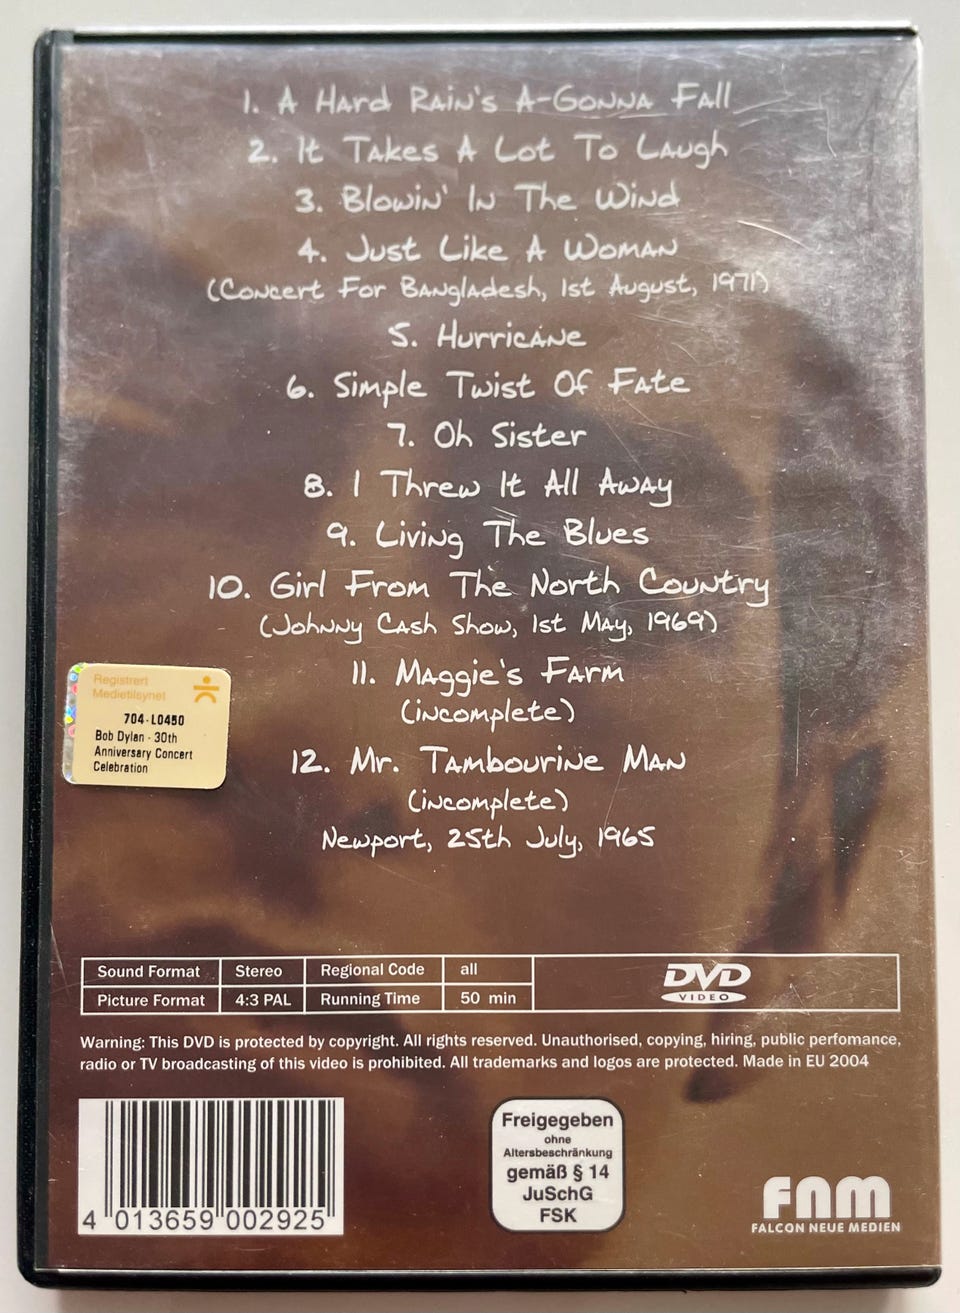 1. A Hard Rain's A-Gonna Fall
2. It Takes A Lot To Laugh
3. Blowin' In The Wind
4. Just Like A Woman
(Concert For Bangladesh, 1st August, 1971)
5. Hurricane
6. Simple Twist Of Fate
7. Oh Sister
8. I Threw It All Away
9. Living The Blues
10. Girl From The North Country
(Johnny Cash Show, 1st May, 1969)
11. Maggie's Farm
(incomplete)
12. Mr. Tambourine Man
(incomplete)
Newport, 25th July, 1965
Registrert
Medietilsynet
704-L0450
Bob Dylan - 30th
Anniversary Concert
Celebration
Sound Format Stereo Regional Code all
Picture Format 4:3 PAL Running Time 50 min
DVD
VIDEO
Warning: This DVD is protected by copyright. All rights reserved. Unauthorised, copying, hiring, public perfomance,
radio or TV broadcasting of this video is prohibited. All trademarks and logos are protected. Made in EU 2004
4 013659 002925
Freigegeben
ohne
Altersbeschränkung
gemäß § 14
JuSchG
FSK
FNM
FALCON NEUE MEDIEN